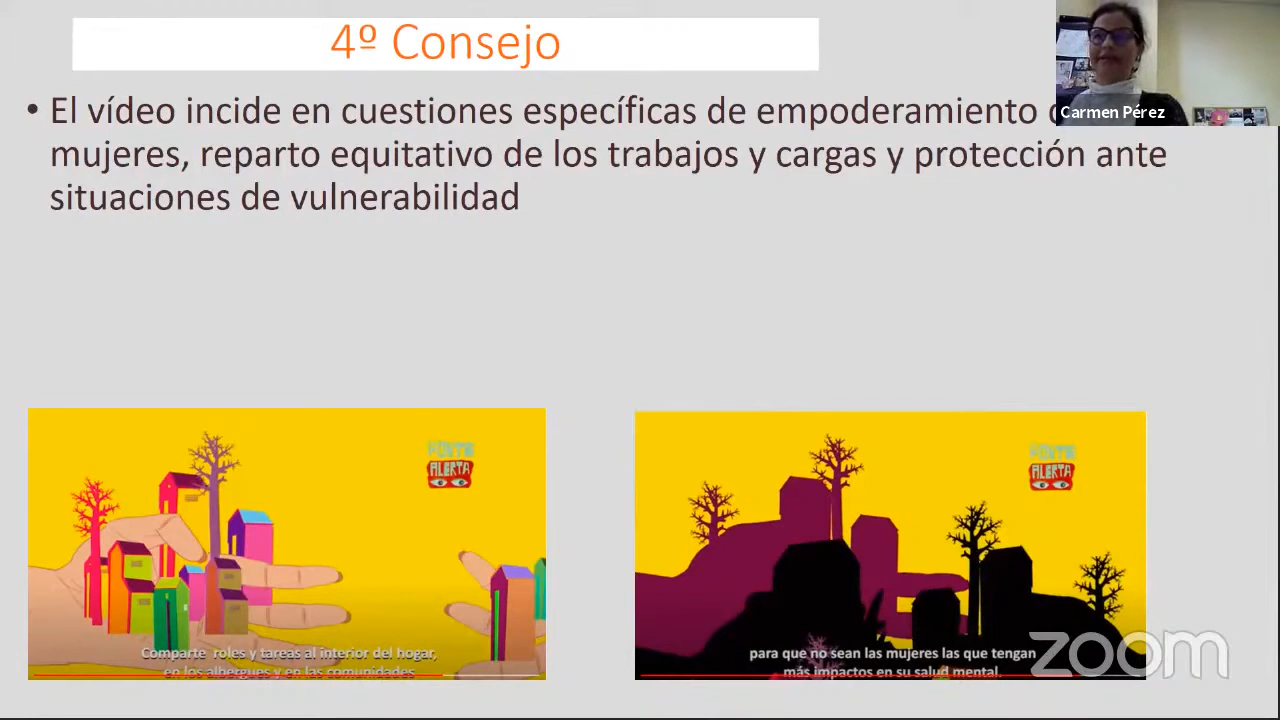 4º Consejo
• El vídeo incide en cuestiones específicas de empoderamiento
mujeres, reparto equitativo de los trabajos y cargas y protección ante
situaciones de vulnerabilidad
Carmen Pérez
PONTE
ALERTA
Comparte roles y tareas al interior del hogar,
en los albergues y en las comunidades
PONTE
ALERTA
para que no sean las mujeres las que tengan
más impactos en su salud mental.
zoom